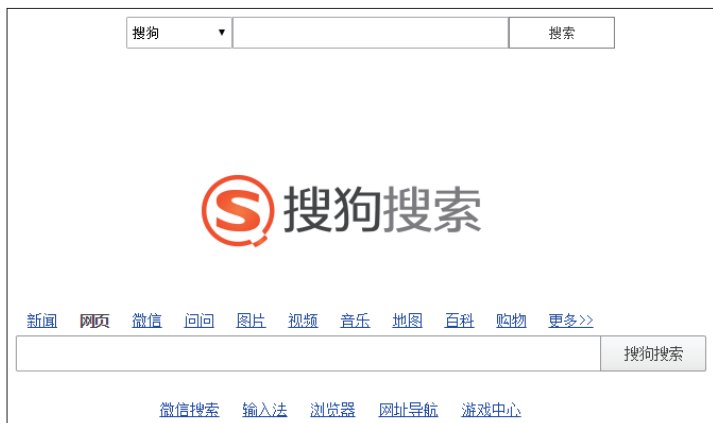 搜狗 搜索
搜狗搜索
新闻 网页 微信 问问 图片 视频 音乐 地图 百科 购物 更多>>
搜狗搜索
微信搜索 输入法 浏览器 网址导航 游戏中心